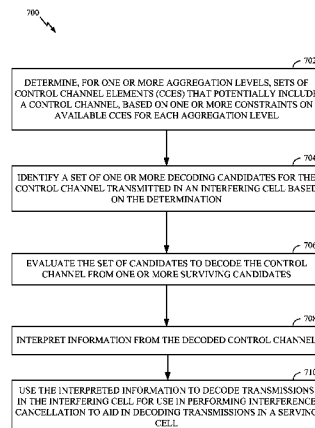 700
702
DETERMINE, FOR ONE OR MORE AGGREGATION LEVELS, SETS OF
CONTROL CHANNEL ELEMENTS (CCES) THAT POTENTIALLY INCLUDE
A CONTROL CHANNEL, BASED ON ONE OR MORE CONSTRAINTS ON
AVAILABLE CCES FOR EACH AGGREGATION LEVEL
704
IDENTIFY A SET OF ONE OR MORE DECODING CANDIDATES FOR THE
CONTROL CHANNEL TRANSMITTED IN AN INTERFERING CELL BASED
ON THE DETERMINATION
706
EVALUATE THE SET OF CANDIDATES TO DECODE THE CONTROL
CHANNEL FROM ONE OR MORE SURVIVING CANDIDATES
708
INTERPRET INFORMATION FROM THE DECODED CONTROL CHANNEL
710
USE THE INTERPRETED INFORMATION TO DECODE TRANSMISSIONS
IN THE INTERFERING CELL FOR USE IN PERFORMING INTERFERENCE
CANCELLATION TO AID IN DECODING TRANSMISSIONS IN A SERVING
CELL